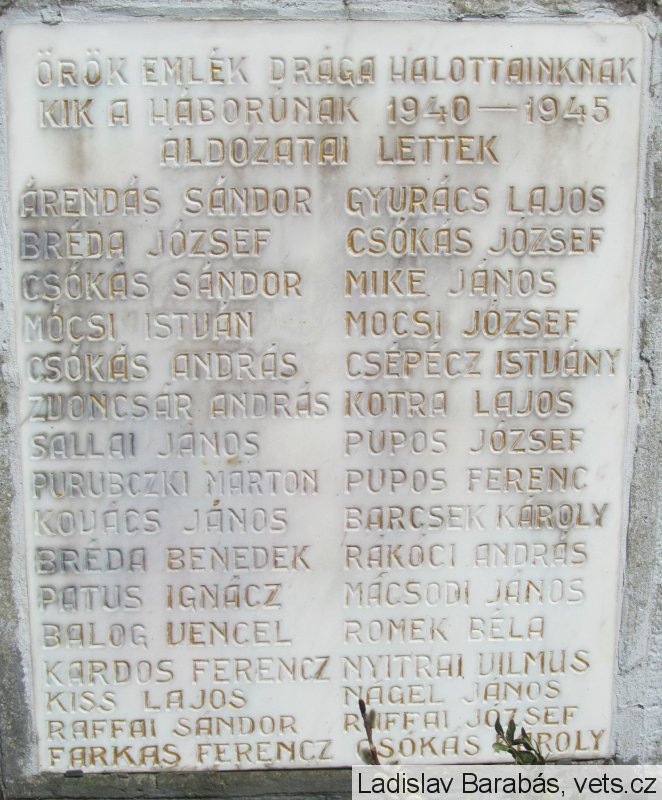 ÖRÖK EMLÉK DRÁGA HALOTTAINKNAK
KIK A HÁBORÚNAK 1940—1945
ÁLDOZATAI LETTEK
ÁRENDÁS SÁNDOR
BRÉDA JÓZSEF
CSÓKÁS SÁNDOR
MÓCSI ISTVÁN
CSÓKÁS ANDRÁS
ZVONCSÁR ANDRÁS
SALLAI JÁNOS
PURUBCZKI MARTON
KOVÁCS JÁNOS
BRÉDA BENEDEK
PATUS IGNÁCZ
BALOG VENCEL
KARDOS FERENCZ
KISS LAJOS
RAFFAI SÁNDOR
FARKAS FERENCZ
GYURÁCS LAJOS
CSÓKÁS JÓZSEF
MIKE JÁNOS
MOCSI JÓZSEF
CSÉPÉCZ ISTVÁNY
KOTRA LAJOS
PUPOS JÓZSEF
PUPOS FERENC
BARCSEK KÁROLY
RAKÓCI ANDRÁS
MÁCSODI JÁNOS
ROMEK BÉLA
NYITRAI VILMUS
NAGEL JÁNOS
RAFFAI JÓZSEF
CSÓKÁS KÁROLY
Ladislav Barabás, vets.cz